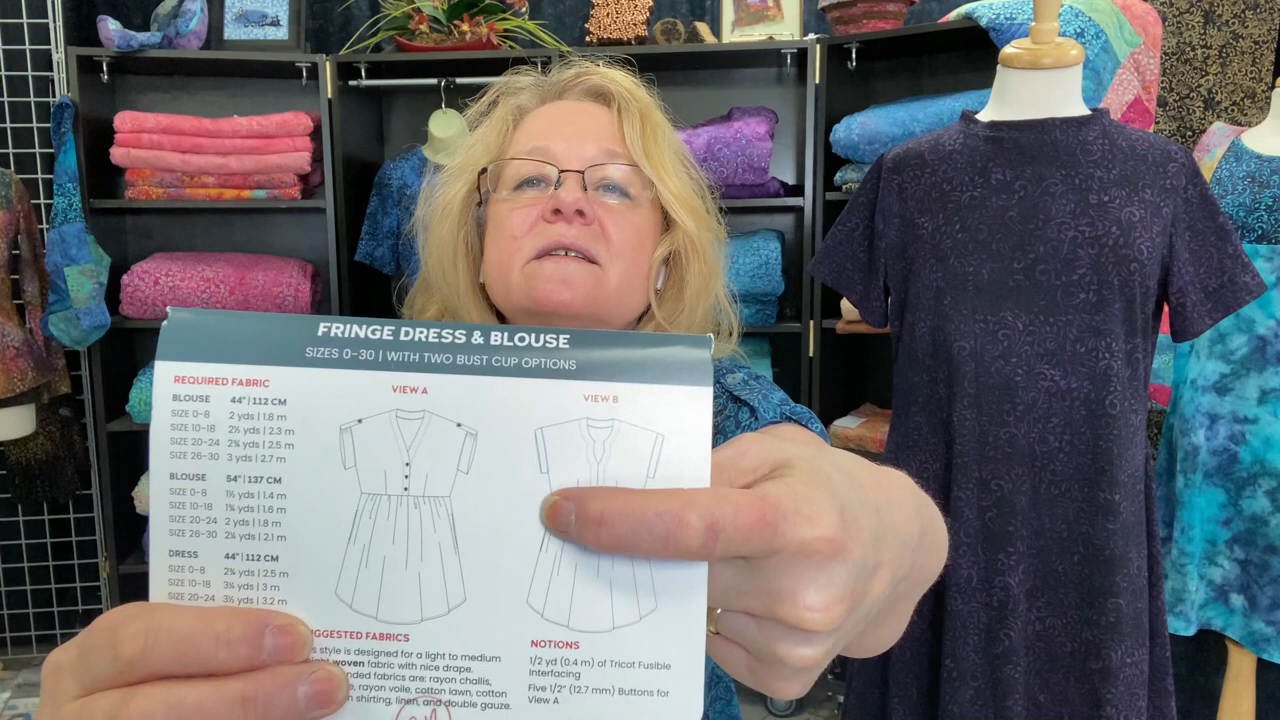 FRINGE DRESS & BLOUSE
SIZES 0-30 | WITH TWO BUST CUP OPTIONS
REQUIRED FABRIC
BLOUSE 44" | 112 CM
SIZE 0-8 2 yds | 1.8 m
SIZE 10-18 2½ yds | 2.3 m
SIZE 20-24 2¾ yds | 2.5 m
SIZE 26-30 3 yds | 2.7 m
BLOUSE 54" | 137 CM
SIZE 0-8 1½ yds | 1.4 m
SIZE 10-18 1¾ yds | 1.6 m
SIZE 20-24 2 yds | 1.8 m
SIZE 26-30 2¼ yds | 2.1 m
DRESS 44" | 112 CM
SIZE 0-8 2¾ yds | 2.5 m
SIZE 10-18 3¼ yds | 3 m
SIZE 20-24 3½ yds | 3.2 m
VIEW A
VIEW B
GGESTED FABRICS
s style is designed for a light to medium
ight woven fabric with nice drape.
nded fabrics are: rayon challis,
e, rayon voile, cotton lawn, cotton
n shirting, linen, and double gauze.
NOTIONS
1/2 yd (0.4 m) of Tricot Fusible
Interfacing
Five 1/2" (12.7 mm) Buttons for
View A